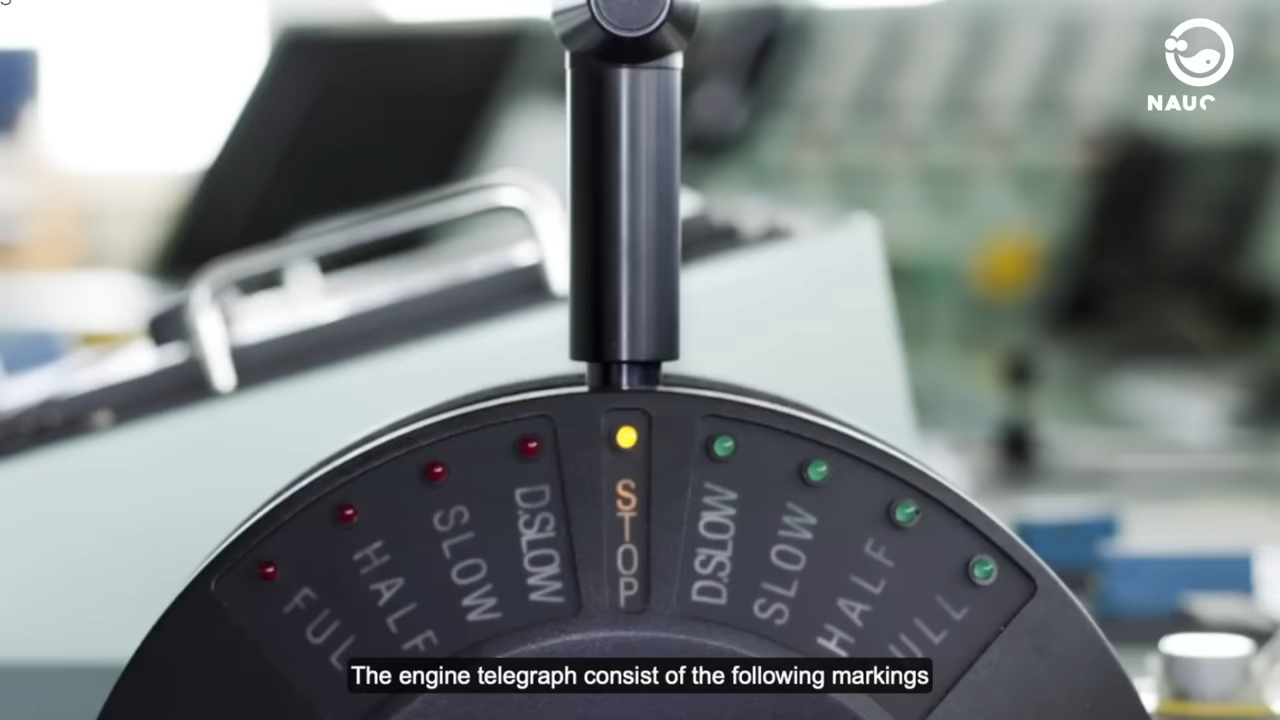 NAUC
D.SLOW
STOP
D.SLOW
SLOW
SLOW
HALF
HALF
FUL
ULL
The engine telegraph consist of the following markings